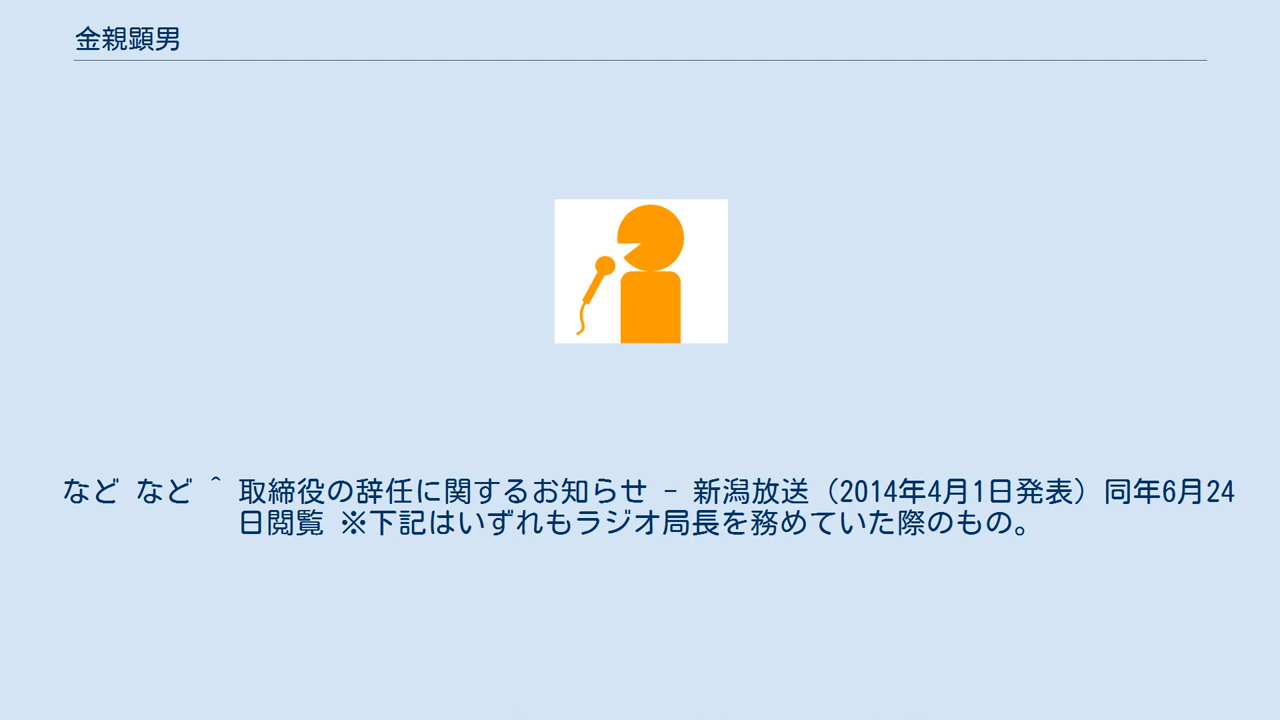 金親顕男
など など ^ 取締役の辞任に関するお知らせ - 新潟放送（2014年4月1日発表）同年6月24
日閲覧 ※下記はいずれもラジオ局長を務めていた際のもの。